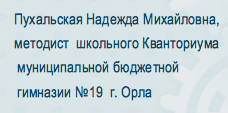 Пухальская Надежда Михайловна,
методист школьного Кванториума
муниципальной бюджетной
гимназии №19 г. Орла